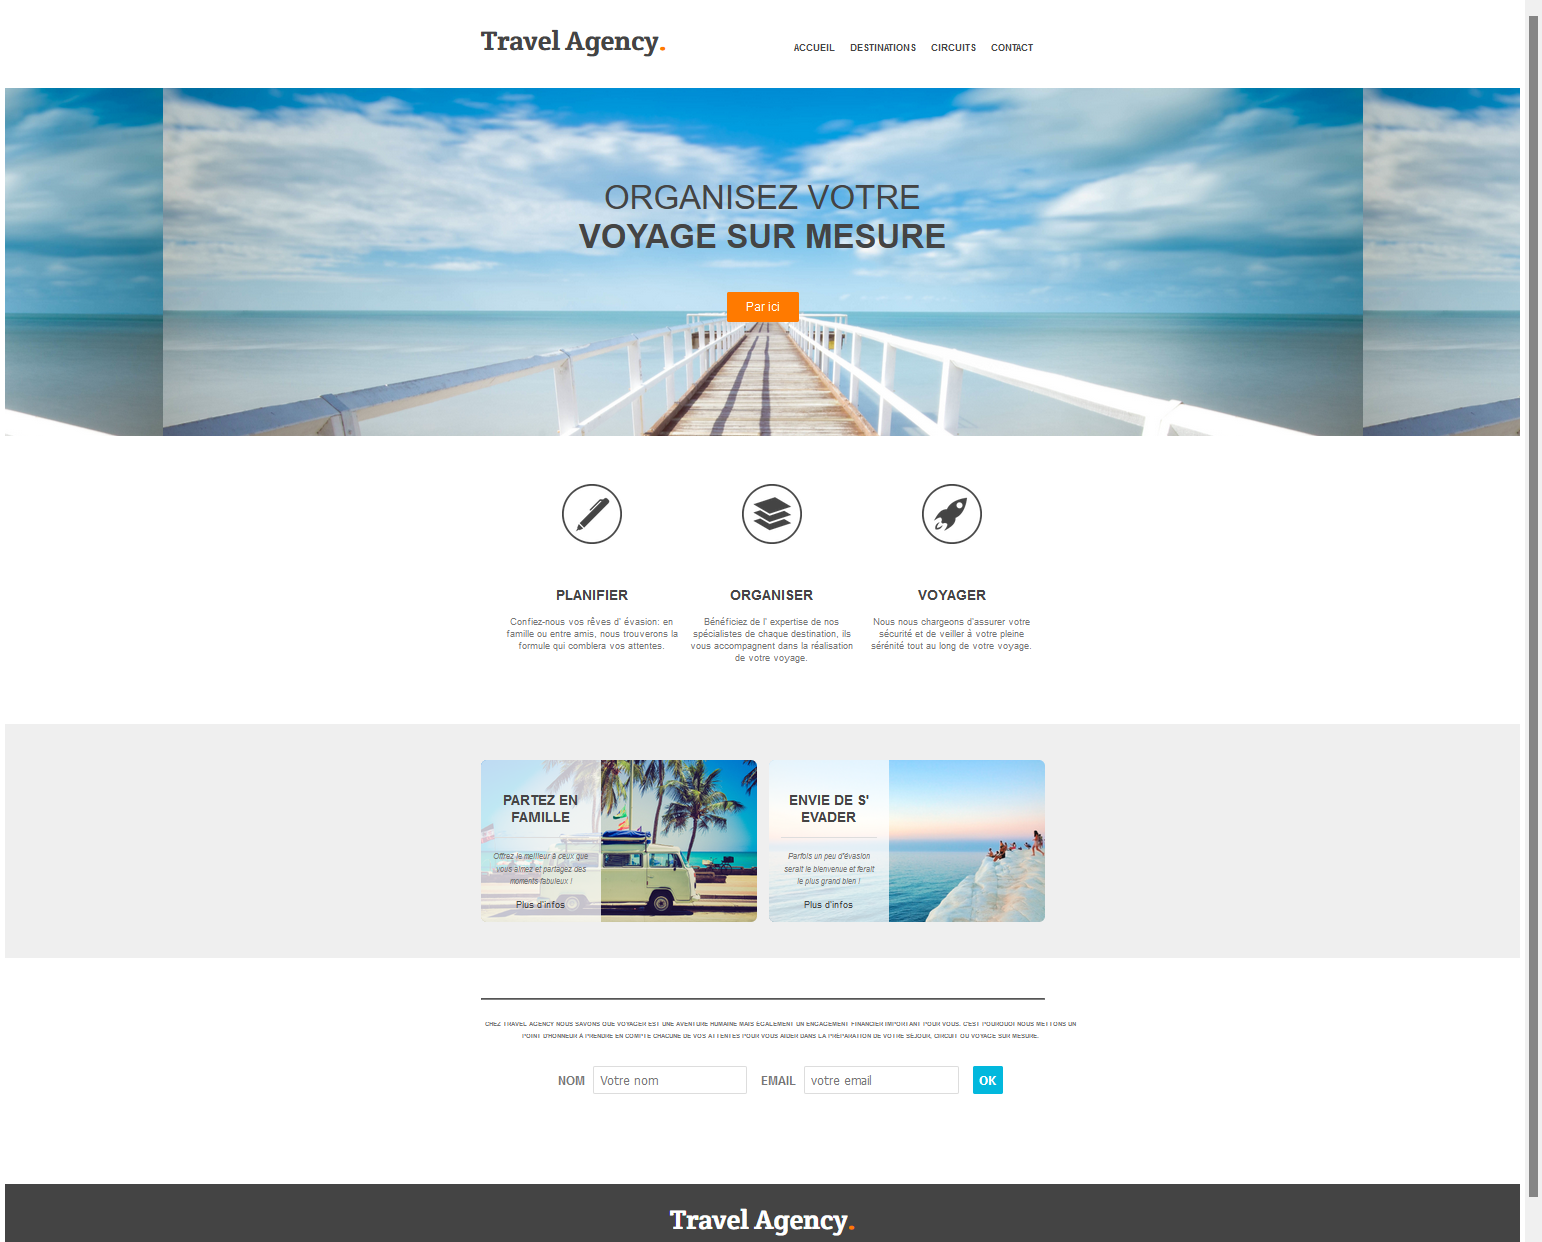 Travel Agency.
ACCUEIL DESTINATIONS CIRCUITS CONTACT
ORGANISEZ VOTRE
VOYAGE SUR MESURE
Par ici
PLANIFIER
Confiez-nous vos rêves d' évasion: en
famille ou entre amis, nous trouverons la
formule qui comblera vos attentes.
ORGANISER
Bénéficiez de l' expertise de nos
spécialistes de chaque destination, ils
vous accompagnent dans la réalisation
de votre voyage.
VOYAGER
Nous nous chargeons d'assurer votre
sécurité et de veiller à votre pleine
sérénité tout au long de votre voyage.
PARTEZ EN
FAMILLE
Offrez le meilleur à ceux que
vous aimez et partagez des
moments fabuleux !
Plus d'infos
ENVIE DE S'
EVADER
Parfois un peu d'évasion
serait le bienvenue et ferait
le plus grand bien !
Plus d'infos
CHEZ TRAVEL AGENCY NOUS SAVONS QUE VOYAGER EST UNE AVENTURE HUMAINE MAIS ÉGALEMENT UN ENGAGEMENT FINANCIER IMPORTANT POUR VOUS. C'EST POURQUOI NOUS METTONS UN
POINT D'HONNEUR À PRENDRE EN COMPTE CHACUNE DE VOS ATTENTES POUR VOUS AIDER DANS LA PRÉPARATION DE VOTRE SÉJOUR, CIRCUIT OU VOYAGE SUR MESURE.
NOM Votre nom EMAIL votre email OK
Travel Agency.